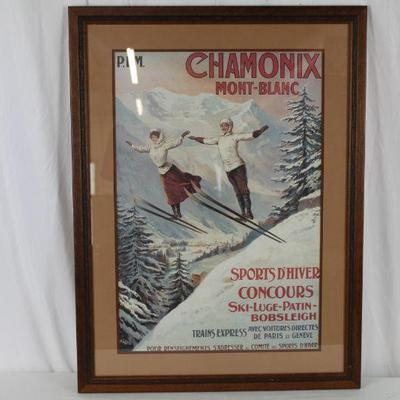 P.L.M.
CHAMONIX
MONT-BLANC
SPORTS D'HIVER
CONCOURS
SKI-LUGE-PATIN-
BOBSLEIGH
TRAINS EXPRESS AVEC VOITURES DIRECTES
DE PARIS ET GENÈVE
POUR RENSEIGNEMENTS S'ADRESSER AU COMITÉ DES SPORTS D'HIVER